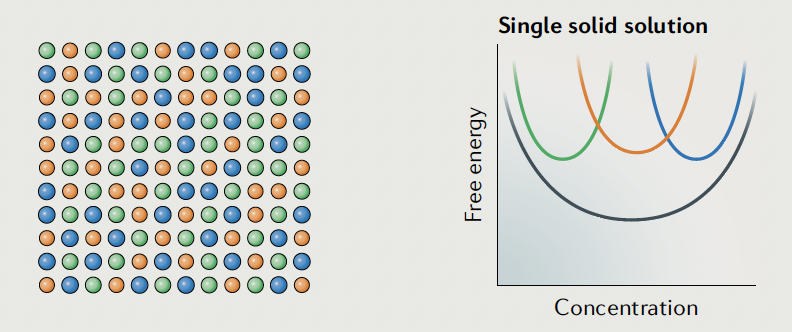 Single solid solution
Free energy
Concentration